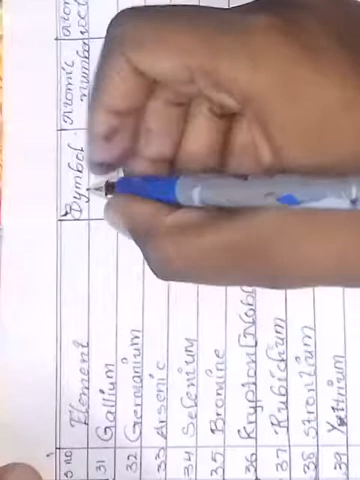 S no Element Symbol Atomic number
31 Gallium
32 Germanium
33 Arsenic
34 Selenium
35 Bromine
36 Krypton [Nobl
37 Rubidium
38 Strontium
39 Yttrium